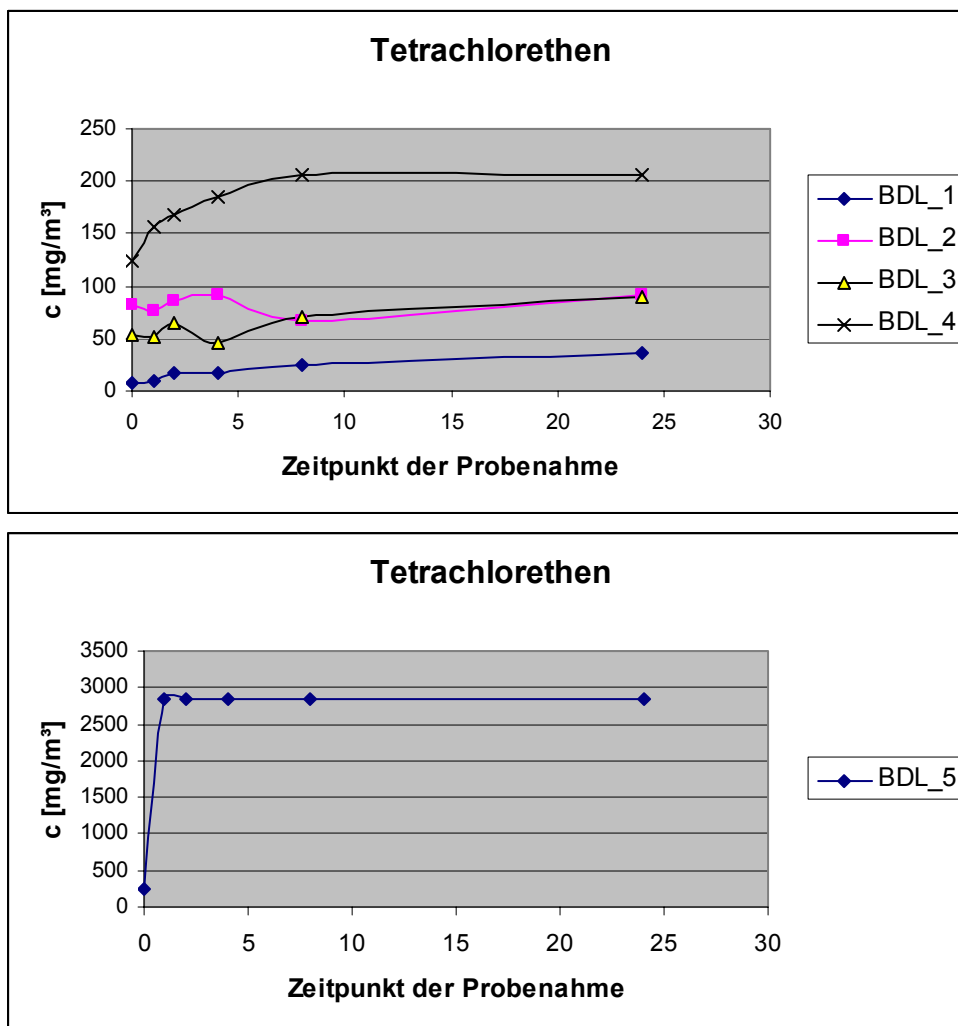 Tetrachlorethen
c [mg/m³]
250
200
150
100
50
0
0 5 10 15 20 25 30
Zeitpunkt der Probenahme
BDL_1
BDL_2
BDL_3
BDL_4
Tetrachlorethen
c [mg/m³]
3500
3000
2500
2000
1500
1000
500
0
0 5 10 15 20 25 30
Zeitpunkt der Probenahme
BDL_5